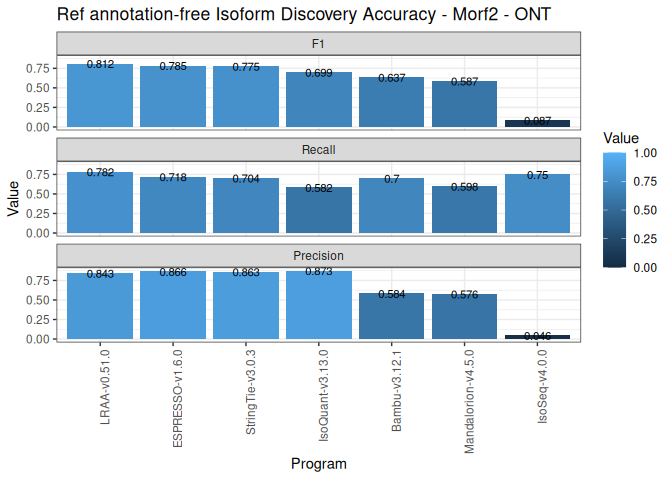 Ref annotation-free Isoform Discovery Accuracy - Morf2 - ONT
F1
0.75
0.50
0.25
0.00
0.812
0.785
0.775
0.699
0.637
0.587
0.087
Recall
0.75
0.50
0.25
0.00
0.782
0.718
0.704
0.582
0.7
0.598
0.75
Precision
0.75
0.50
0.25
0.00
0.843
0.866
0.863
0.873
0.584
0.576
0.046
Value
LRAA-v0.51.0
ESPRESSO-v1.6.0
StringTie-v3.0.3
IsoQuant-v3.13.0
Bambu-v3.12.1
Mandalorion-v4.5.0
IsoSeq-v4.0.0
Program
Value
1.00
0.75
0.50
0.25
0.00